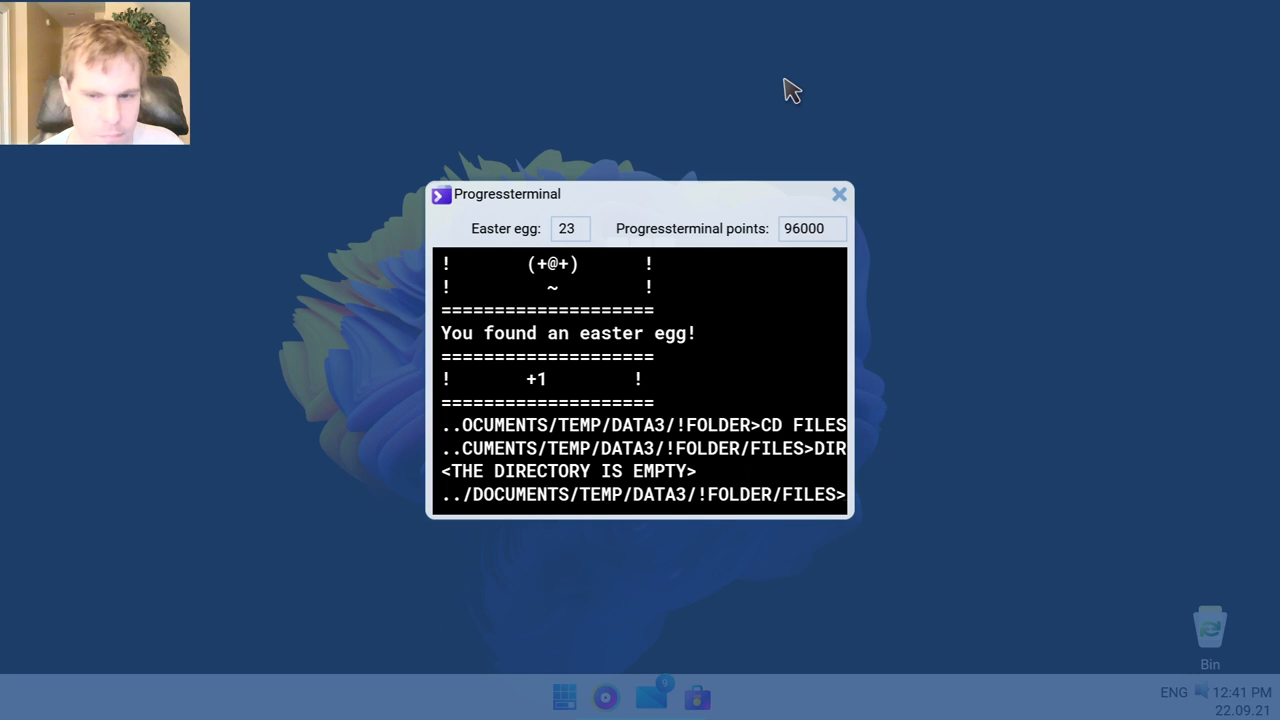 Progressterminal
Easter egg: 23 Progressterminal points: 96000
! (+@+) !
! ~ !
====================
You found an easter egg!
====================
! +1 !
====================
..OCUMENTS/TEMP/DATA3/!FOLDER>CD FILES
..CUMENTS/TEMP/DATA3/!FOLDER/FILES>DIR
<THE DIRECTORY IS EMPTY>
../DOCUMENTS/TEMP/DATA3/!FOLDER/FILES>
Bin
9
ENG 12:41 PM
22.09.21